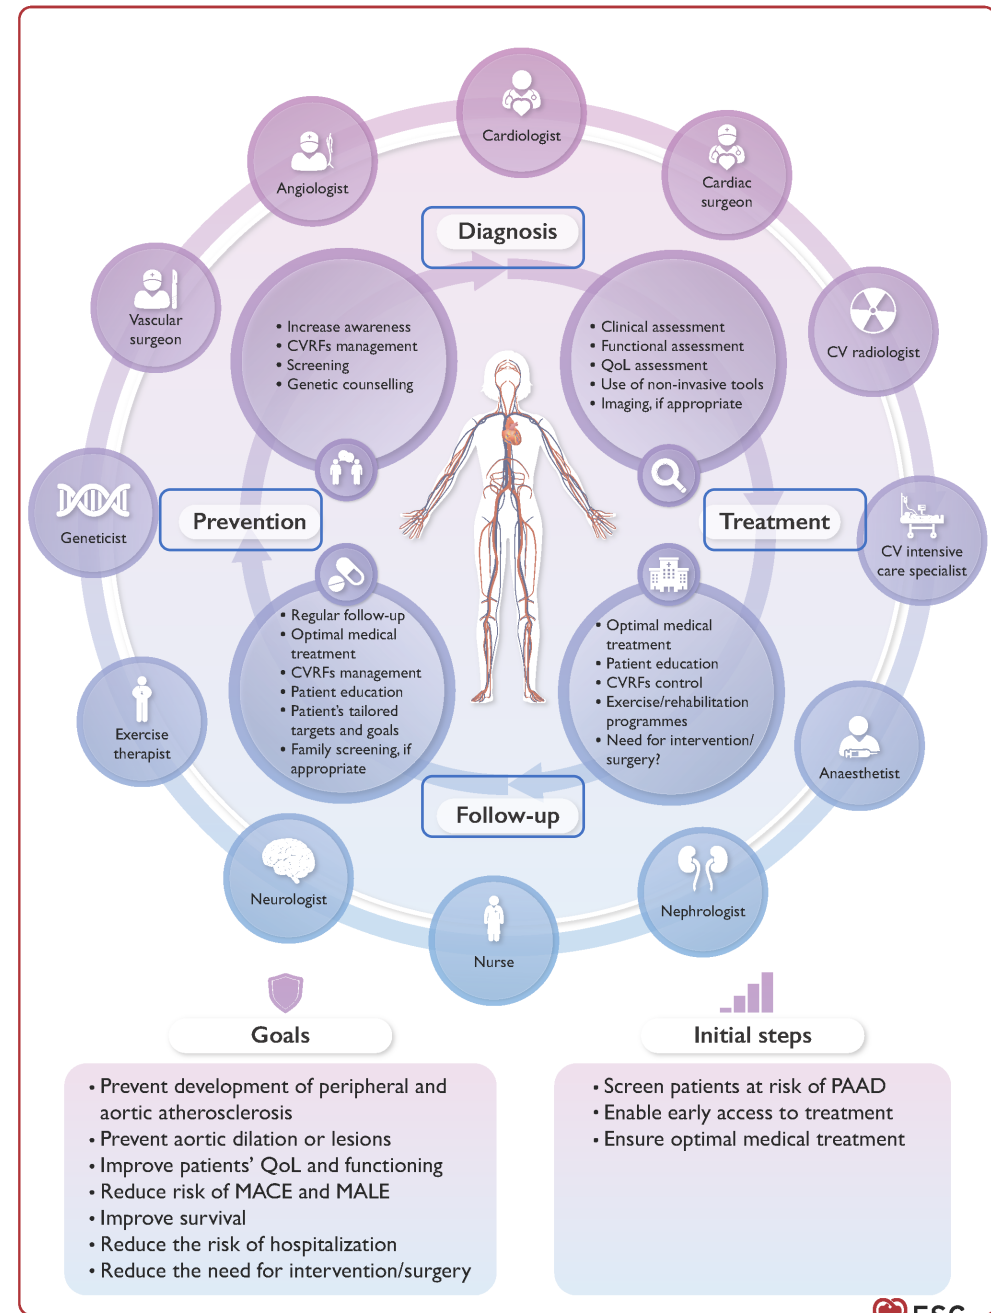 Cardiologist
Angiologist
Cardiac
surgeon
Diagnosis
Vascular
surgeon
CV radiologist
• Increase awareness
• CVRFs management
• Screening
• Genetic counselling
• Clinical assessment
• Functional assessment
• QoL assessment
• Use of non-invasive tools
• Imaging, if appropriate
Geneticist
Prevention
Treatment
CV intensive
care specialist
• Regular follow-up
• Optimal medical
treatment
• CVRFs management
• Patient education
• Patient's tailored
targets and goals
• Family screening, if
appropriate
• Optimal medical
treatment
• Patient education
• CVRFs control
• Exercise/rehabilitation
programmes
• Need for intervention/
surgery?
Exercise
therapist
Anaesthetist
Follow-up
Neurologist
Nephrologist
Nurse
Goals
• Prevent development of peripheral and
aortic atherosclerosis
• Prevent aortic dilation or lesions
• Improve patients' QoL and functioning
• Reduce risk of MACE and MALE
• Improve survival
• Reduce the risk of hospitalization
• Reduce the need for intervention/surgery
Initial steps
• Screen patients at risk of PAAD
• Enable early access to treatment
• Ensure optimal medical treatment
ESC